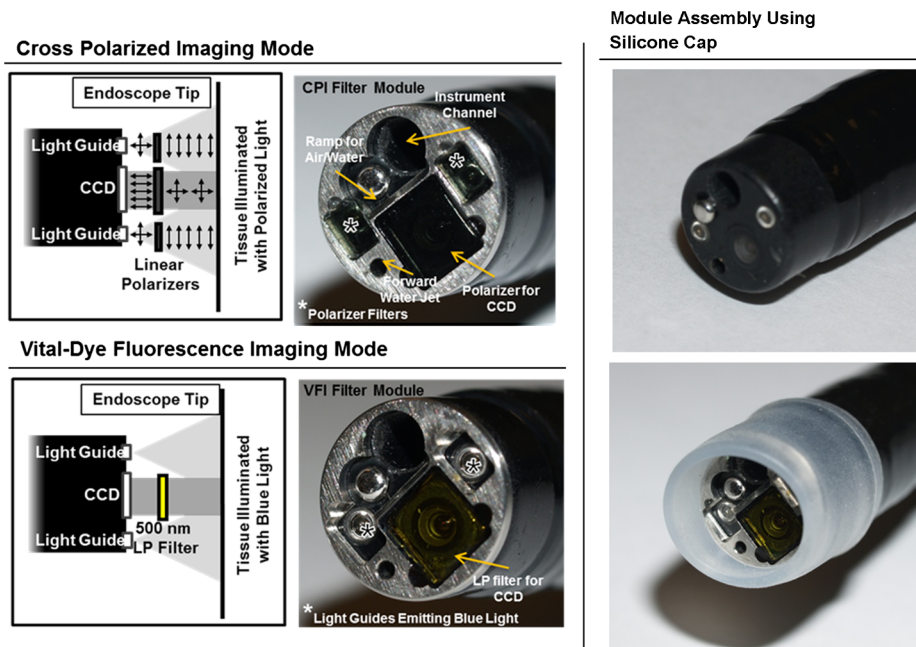 Cross Polarized Imaging Mode
Endoscope Tip
Light Guide
CCD
Light Guide
Linear
Polarizers
Tissue Illuminated
with Polarized Light
CPI Filter Module
Instrument
Channel
Ramp for
Air/Water
*
*
Forward
Water Jet
Polarizer for
CCD
* Polarizer Filters
Vital-Dye Fluorescence Imaging Mode
Endoscope Tip
Light Guide
CCD
500 nm
LP Filter
Light Guide
Tissue Illuminated
with Blue Light
VFI Filter Module
*
*
LP filter for
CCD
* Light Guides Emitting Blue Light
Module Assembly Using
Silicone Cap